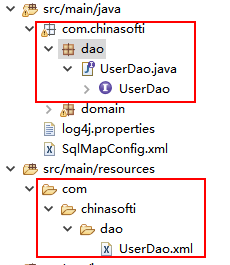 src/main/java
com.chinasofti
dao
UserDao.java
UserDao
domain
log4j.properties
SqlMapConfig.xml
src/main/resources
com
chinasofti
dao
UserDao.xml